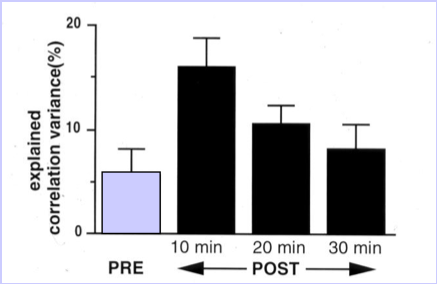 explained
correlation variance(%)
20
10
0
10 min 20 min 30 min
PRE POST